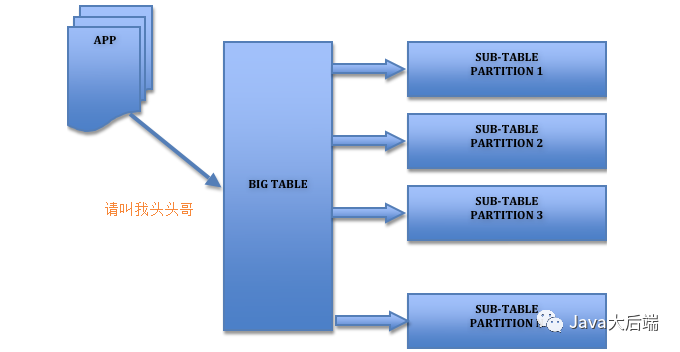 APP
请叫我头头哥
BIG TABLE
SUB-TABLE
PARTITION 1
SUB-TABLE
PARTITION 2
SUB-TABLE
PARTITION 3
SUB-TABLE
PARTITION
Java大后端